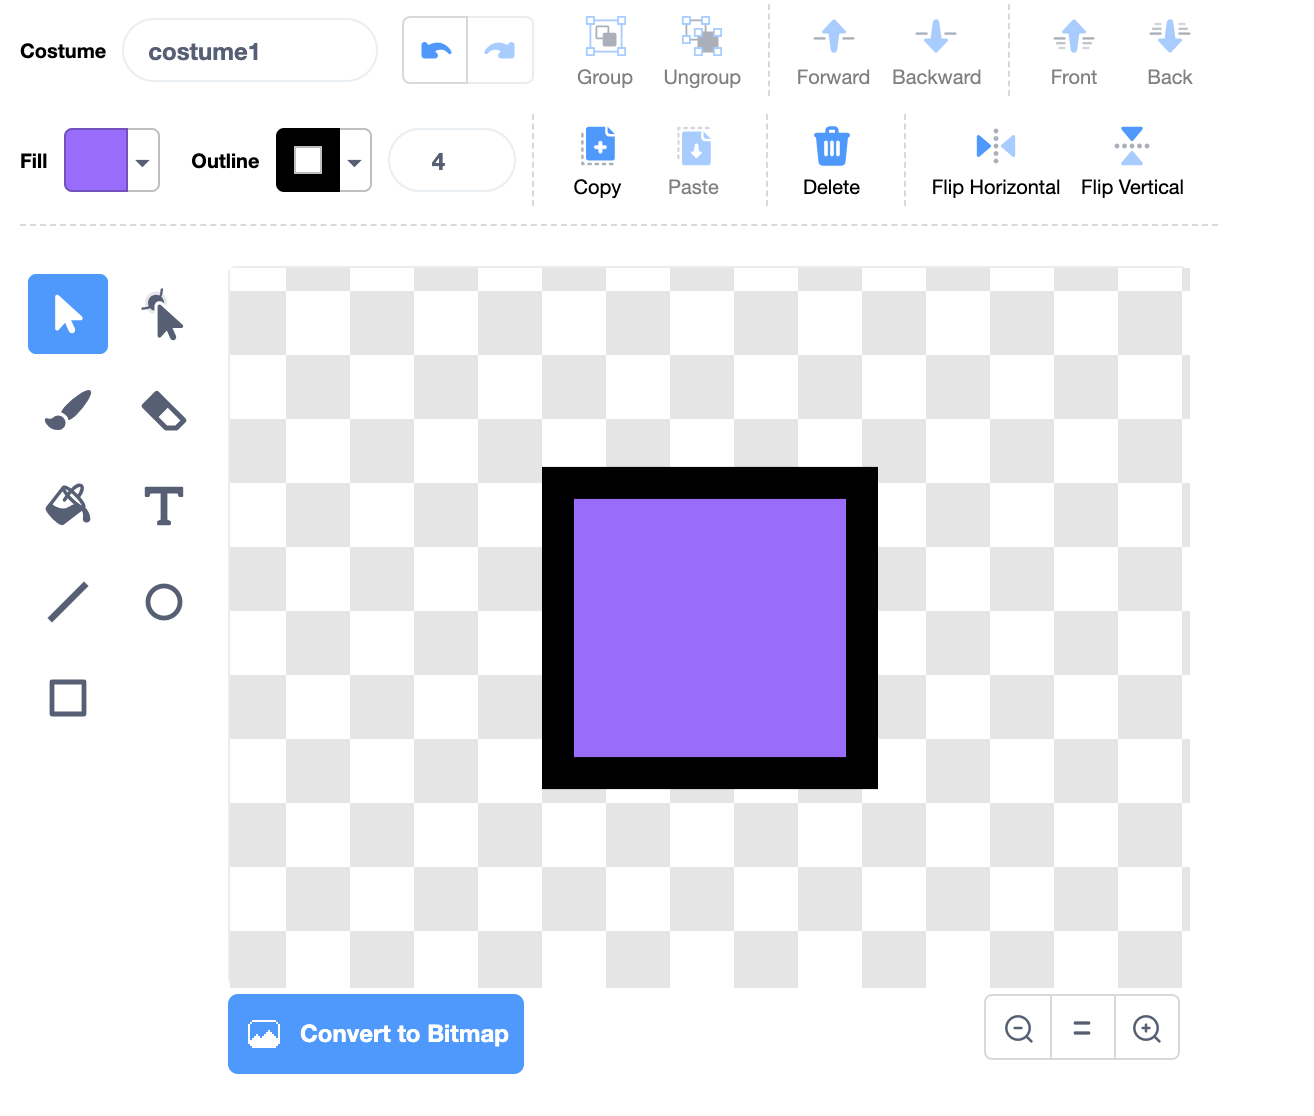 Costume
costume1
Group
Ungroup
Forward
Backward
Front
Back
Fill
Outline
4
Copy
Paste
Delete
Flip Horizontal
Flip Vertical
Convert to Bitmap